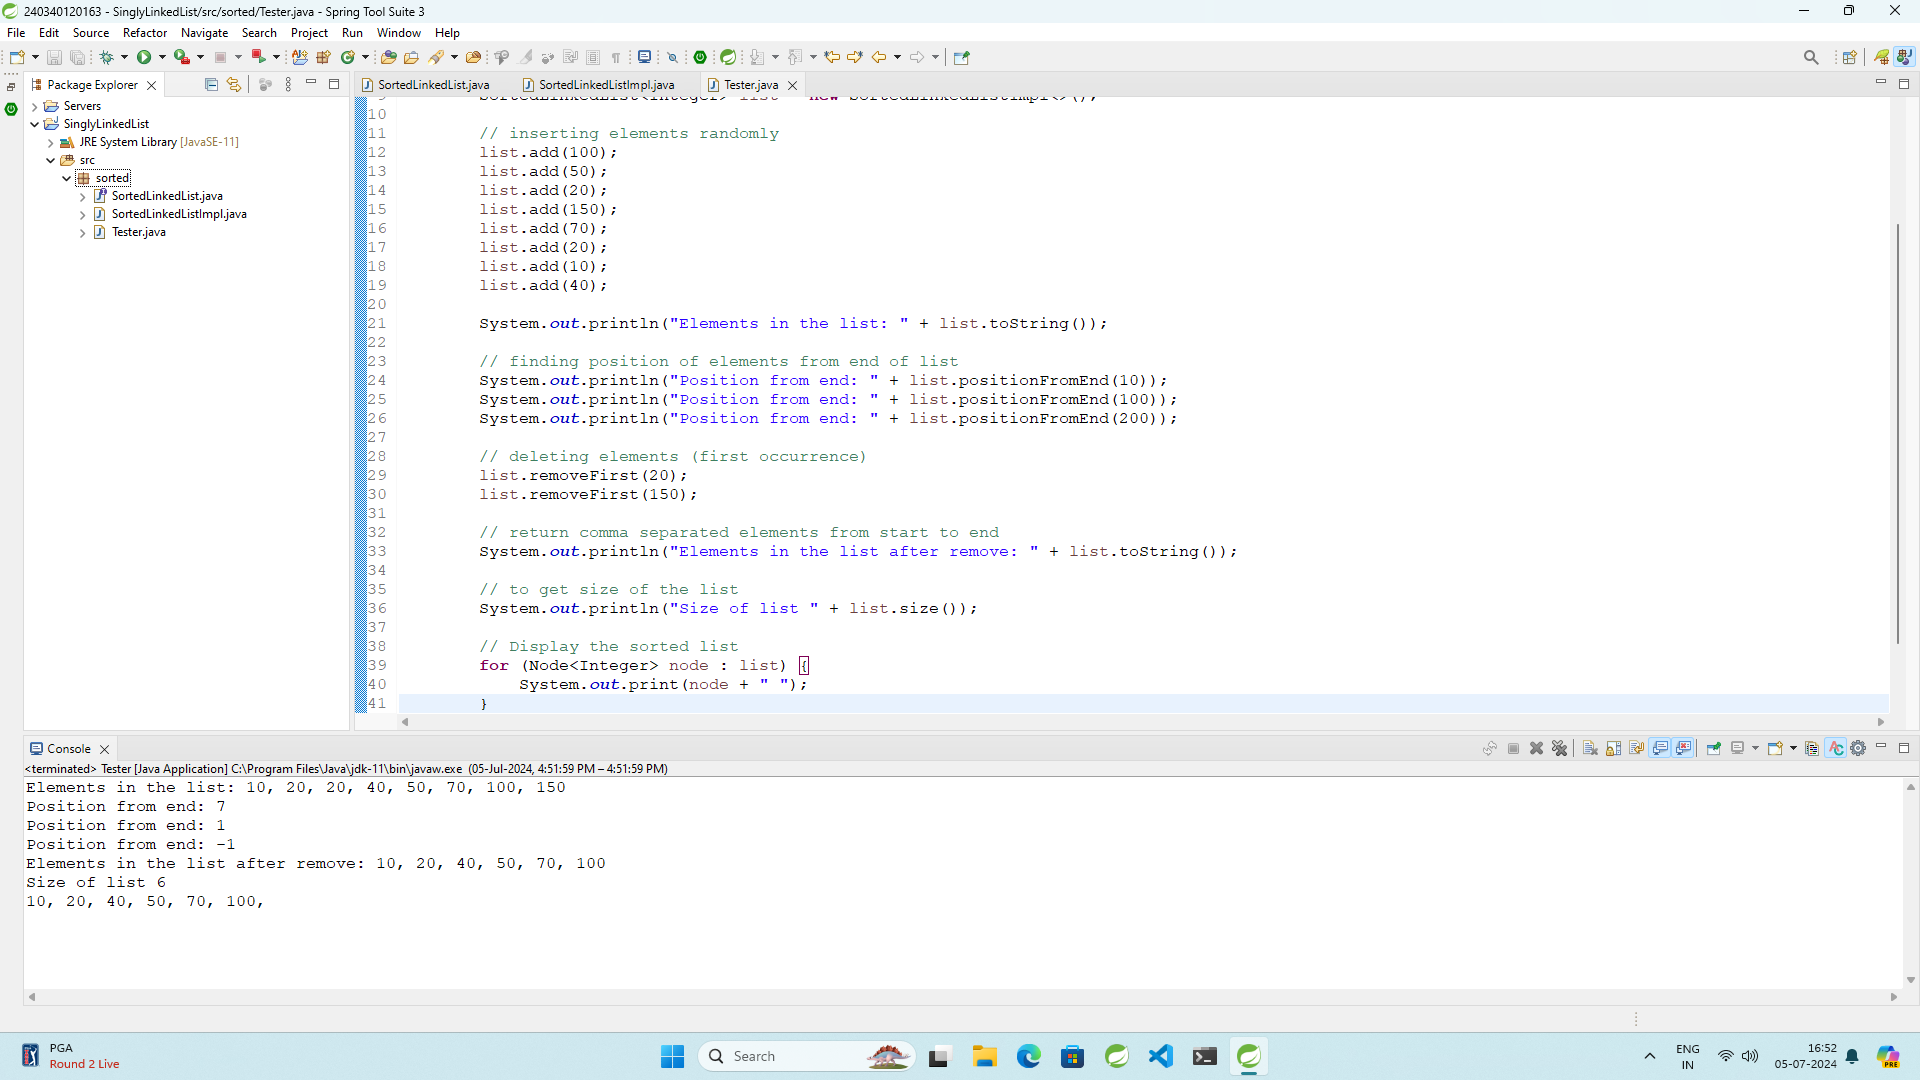 240340120163 - SinglyLinkedList/src/sorted/Tester.java - Spring Tool Suite 3
File Edit Source Refactor Navigate Search Project Run Window Help
Package Explorer
Servers
SinglyLinkedList
JRE System Library [JavaSE-11]
src
sorted
SortedLinkedList.java
SortedLinkedListImpl.java
Tester.java
SortedLinkedList.java SortedLinkedListImpl.java Tester.java
9 SortedLinkedList<Integer> list = new SortedLinkedListImpl<>();
10
11 // inserting elements randomly
12 list.add(100);
13 list.add(50);
14 list.add(20);
15 list.add(150);
16 list.add(70);
17 list.add(20);
18 list.add(10);
19 list.add(40);
20
21 System.out.println("Elements in the list: " + list.toString());
22
23 // finding position of elements from end of list
24 System.out.println("Position from end: " + list.positionFromEnd(10));
25 System.out.println("Position from end: " + list.positionFromEnd(100));
26 System.out.println("Position from end: " + list.positionFromEnd(200));
27
28 // deleting elements (first occurrence)
29 list.removeFirst(20);
30 list.removeFirst(150);
31
32 // return comma separated elements from start to end
33 System.out.println("Elements in the list after remove: " + list.toString());
34
35 // to get size of the list
36 System.out.println("Size of list " + list.size());
37
38 // Display the sorted list
39 for (Node<Integer> node : list) {
40 System.out.print(node + " ");
41 }
Console
<terminated> Tester [Java Application] C:\Program Files\Java\jdk-11\bin\javaw.exe (05-Jul-2024, 4:51:59 PM – 4:51:59 PM)
Elements in the list: 10, 20, 20, 40, 50, 70, 100, 150
Position from end: 7
Position from end: 1
Position from end: -1
Elements in the list after remove: 10, 20, 40, 50, 70, 100
Size of list 6
10, 20, 40, 50, 70, 100,
PGA
Round 2 Live
Search
ENG
IN
16:52
05-07-2024
PRE